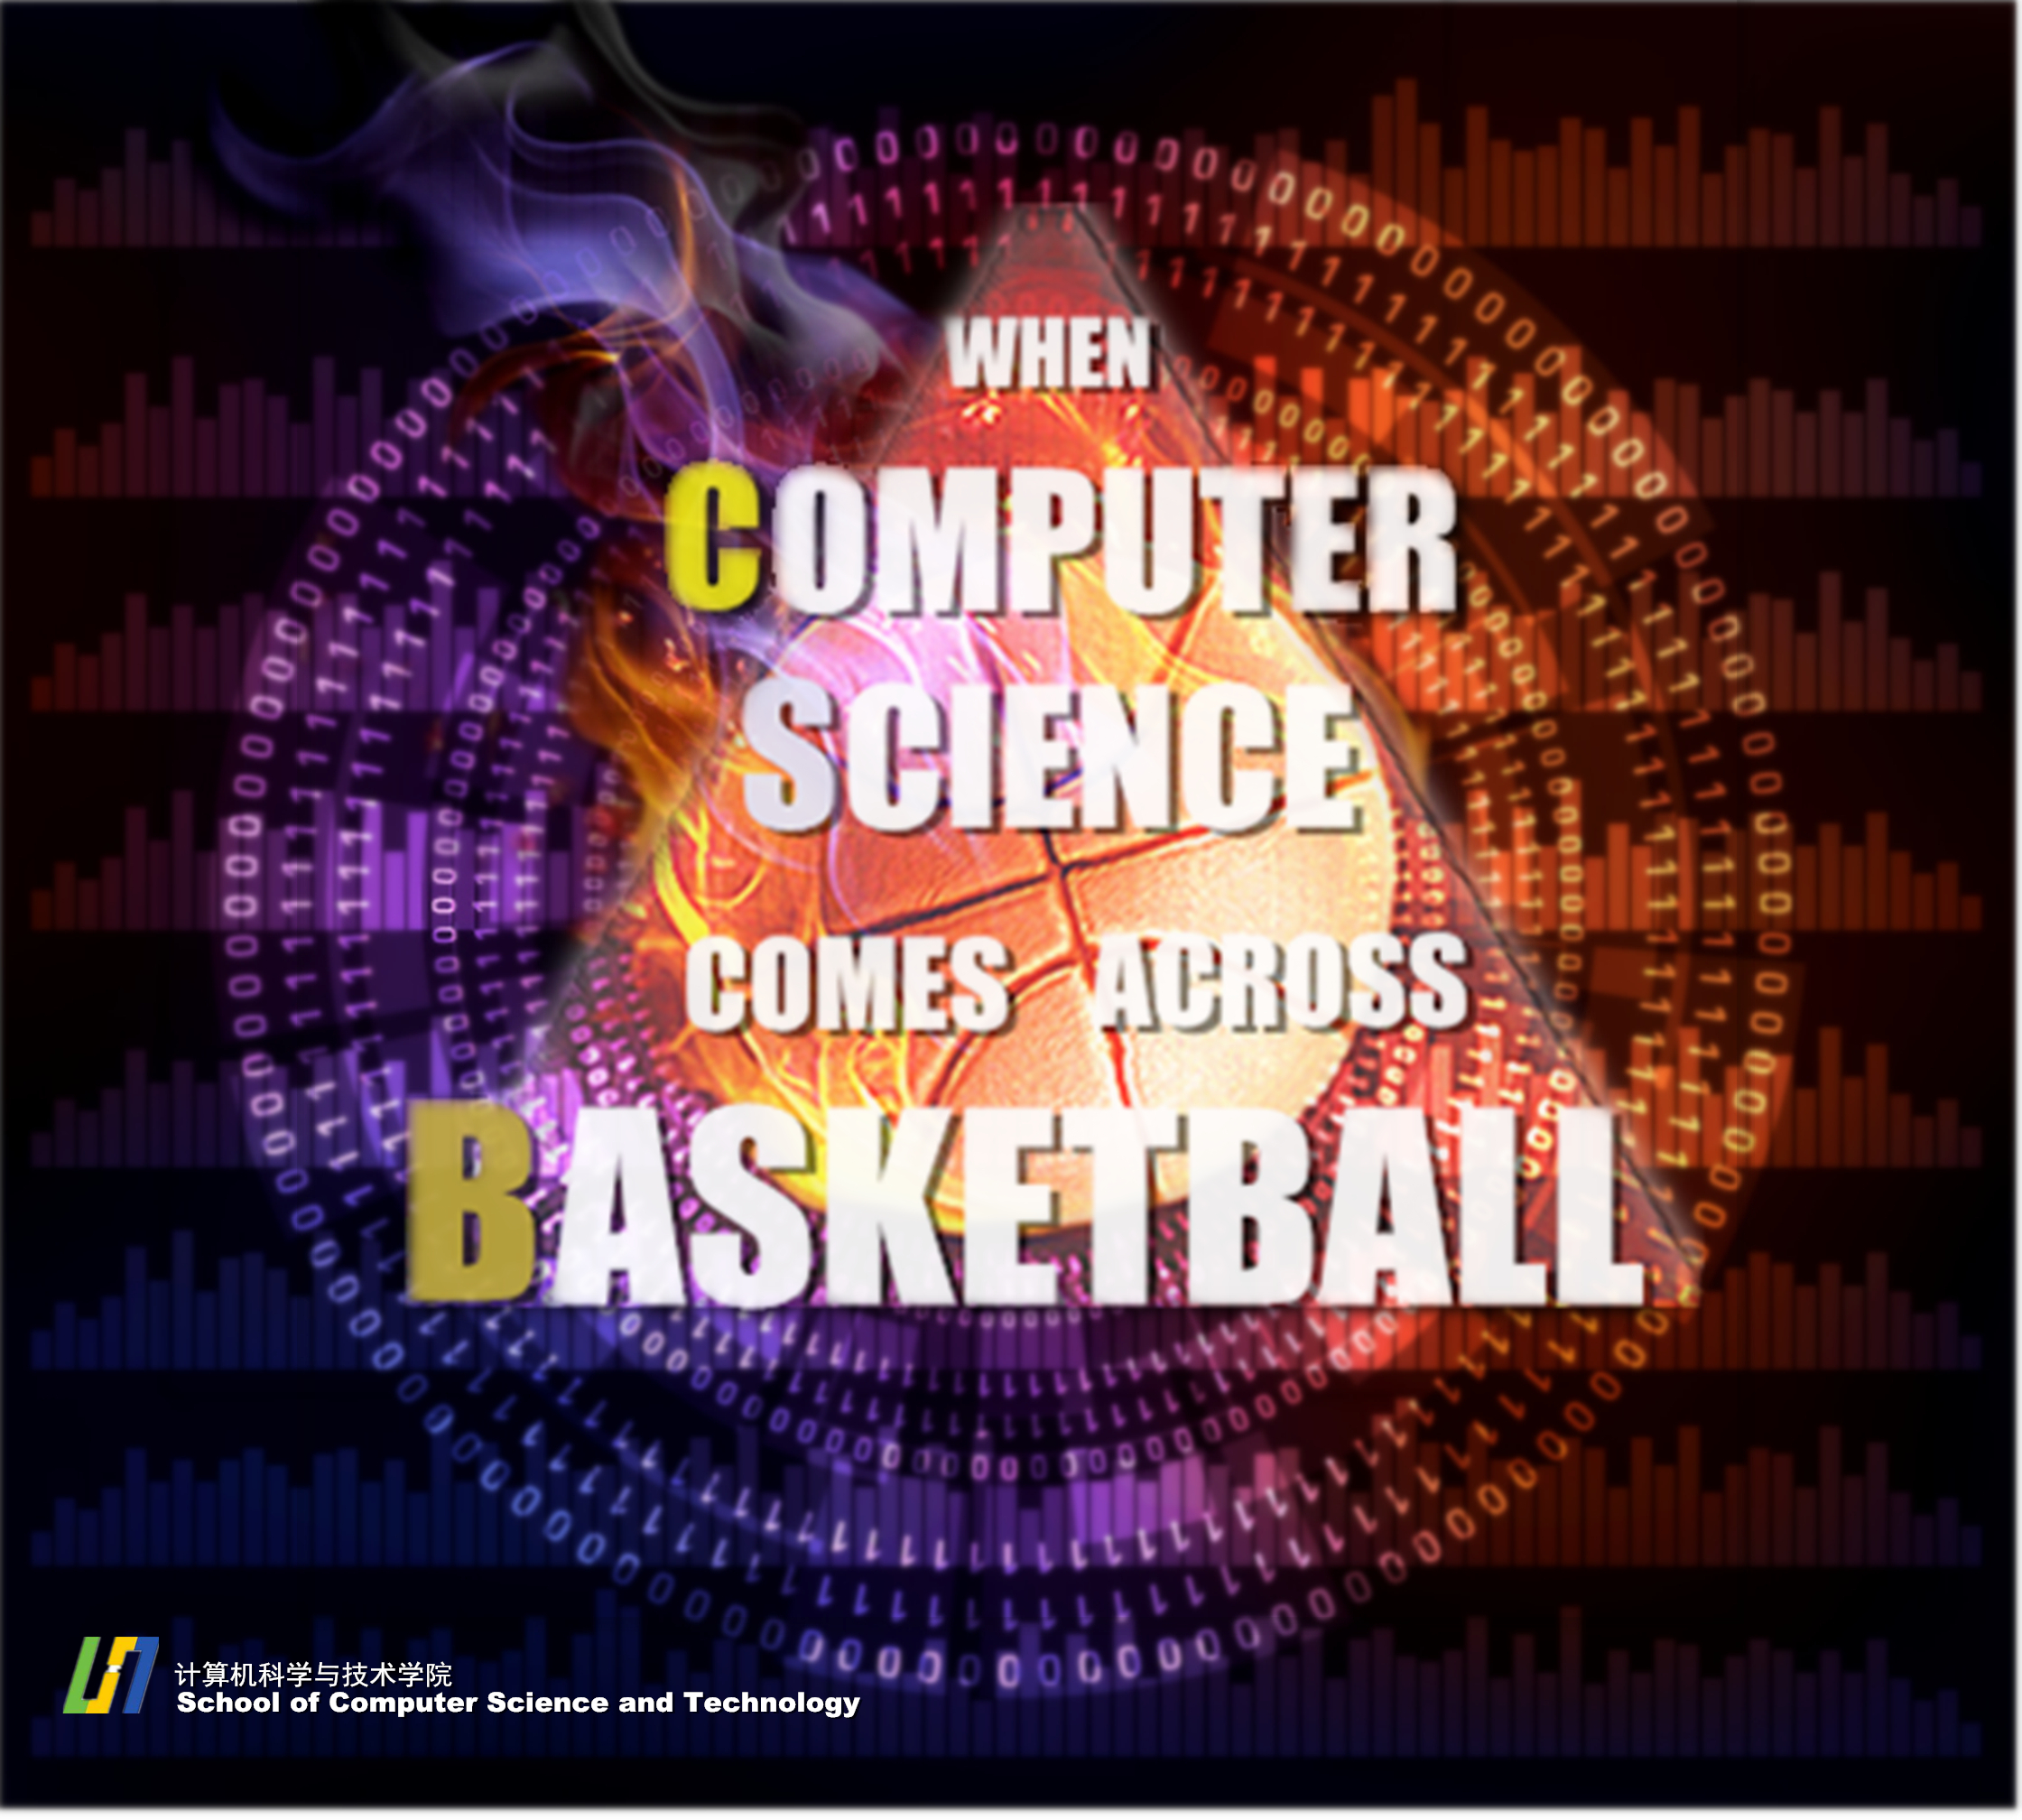 WHEN
COMPUTER
SCIENCE
COMES ACROSS
BASKETBALL
计算机科学与技术学院
School of Computer Science and Technology